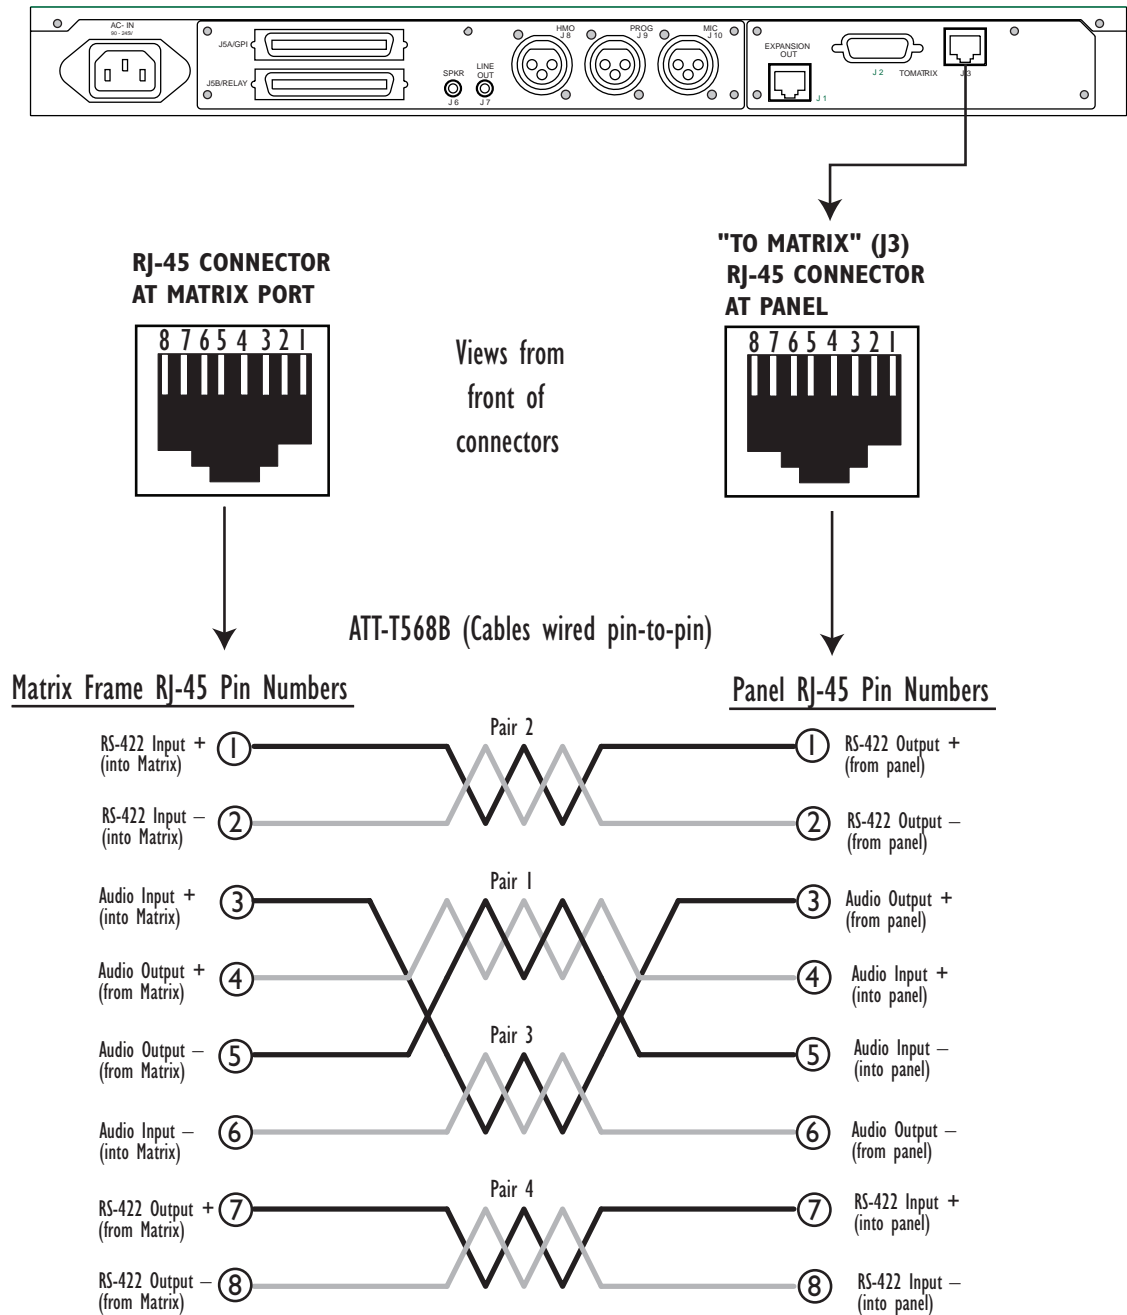 AC- IN
90 - 245V
J5A/GPI
J5B/RELAY
SPKR
J 6
LINE
OUT
J 7
HMO
J 8
PROG
J 9
MIC
J 10
EXPANSION
OUT
J 1
J 2
TOMATRIX
J 3
RJ-45 CONNECTOR
AT MATRIX PORT
8 7 6 5 4 3 2 1
Views from
front of
connectors
"TO MATRIX" (J3)
RJ-45 CONNECTOR
AT PANEL
8 7 6 5 4 3 2 1
ATT-T568B (Cables wired pin-to-pin)
Matrix Frame RJ-45 Pin Numbers
Panel RJ-45 Pin Numbers
Pair 2
RS-422 Input +
(into Matrix)
1
1
RS-422 Output +
(from panel)
RS-422 Input –
(into Matrix)
2
2
RS-422 Output –
(from panel)
Pair 1
Audio Input +
(into Matrix)
3
3
Audio Output +
(from panel)
Audio Output +
(from Matrix)
4
4
Audio Input +
(into panel)
Pair 3
Audio Output –
(from Matrix)
5
5
Audio Input –
(into panel)
Audio Input –
(into Matrix)
6
6
Audio Output –
(from panel)
Pair 4
RS-422 Output +
(from Matrix)
7
7
RS-422 Input +
(into panel)
RS-422 Output –
(from Matrix)
8
8
RS-422 Input –
(into panel)